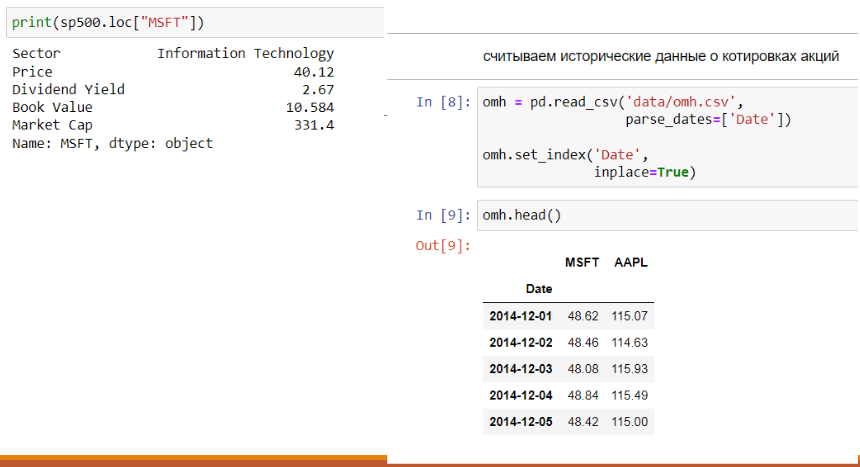 print(sp500.loc["MSFT"])
Sector Information Technology
Price 40.12
Dividend Yield 2.67
Book Value 10.584
Market Cap 331.4
Name: MSFT, dtype: object
считываем исторические данные о котировках акций
In [8]: omh = pd.read_csv('data/omh.csv',
parse_dates=['Date'])
omh.set_index('Date',
inplace=True)
In [9]: omh.head()
Out[9]:
MSFT AAPL
Date
2014-12-01 48.62 115.07
2014-12-02 48.46 114.63
2014-12-03 48.08 115.93
2014-12-04 48.84 115.49
2014-12-05 48.42 115.00